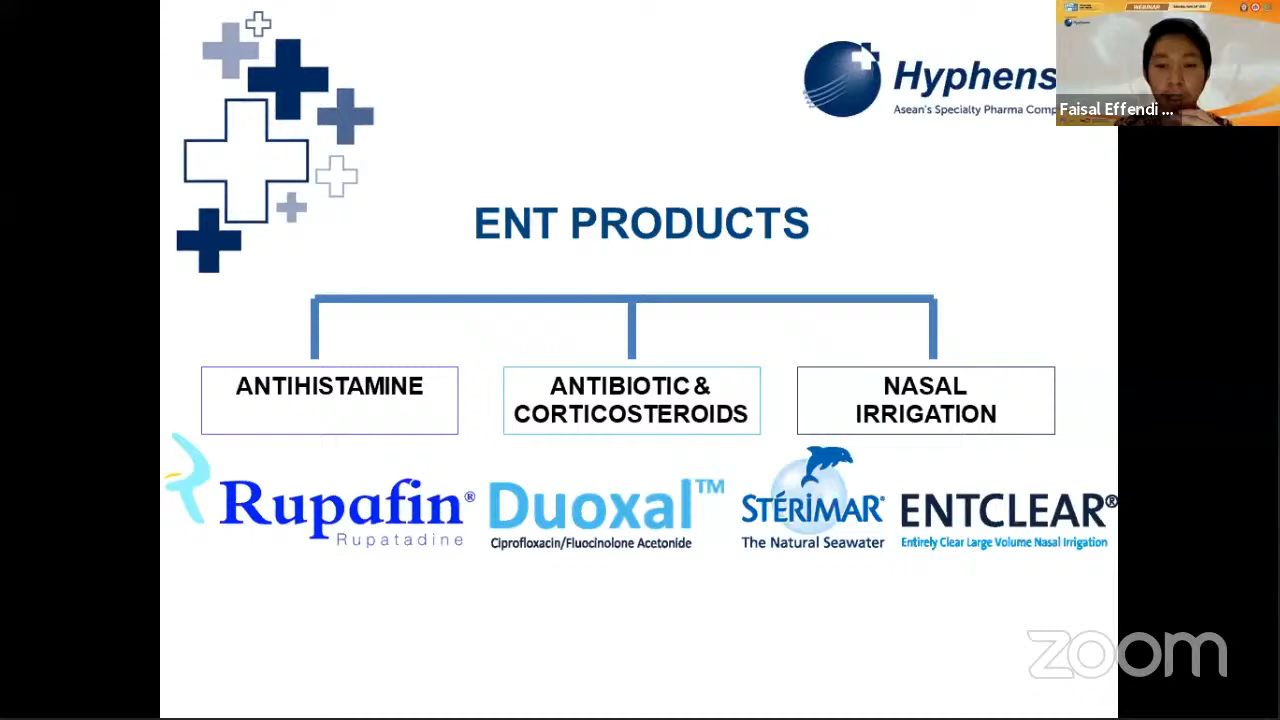 WEBINAR
Hyphens
Asean's Specialty Pharma Comp
Faisal Effendi ...
ENT PRODUCTS
ANTIHISTAMINE
ANTIBIOTIC &
CORTICOSTEROIDS
NASAL
IRRIGATION
Rupafin®
Rupatadine
Duoxal™
Ciprofloxacin/Fluocinolone Acetonide
STÉRIMAR®
The Natural Seawater
ENTCLEAR®
Entirely Clear Large Volume Nasal Irrigation
zoom